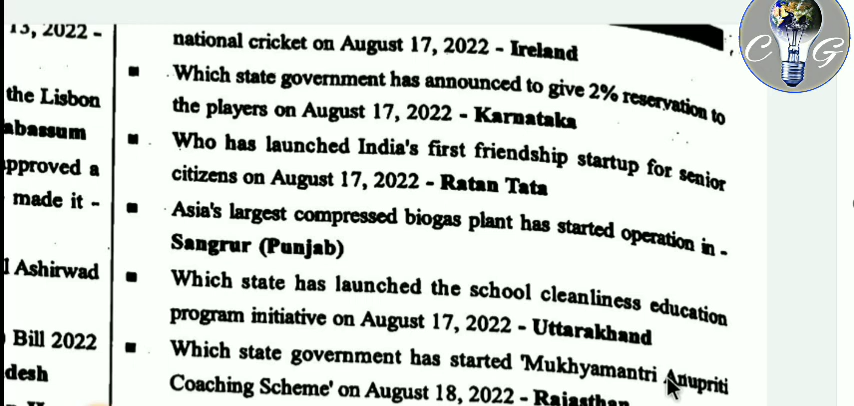 13, 2022 -
the Lisbon
abassum
approved a
made it -
Ashirwad
Bill 2022
desh
national cricket on August 17, 2022 - Ireland
Which state government has announced to give 2% reservation to
the players on August 17, 2022 - Karnataka
Who has launched India's first friendship startup for senior
citizens on August 17, 2022 - Ratan Tata
Asia's largest compressed biogas plant has started operation in -
Sangrur (Punjab)
Which state has launched the school cleanliness education
program initiative on August 17, 2022 - Uttarakhand
Which state government has started 'Mukhyamantri Anupriti
Coaching Scheme' on August 18, 2022 - Rajasthan
C G